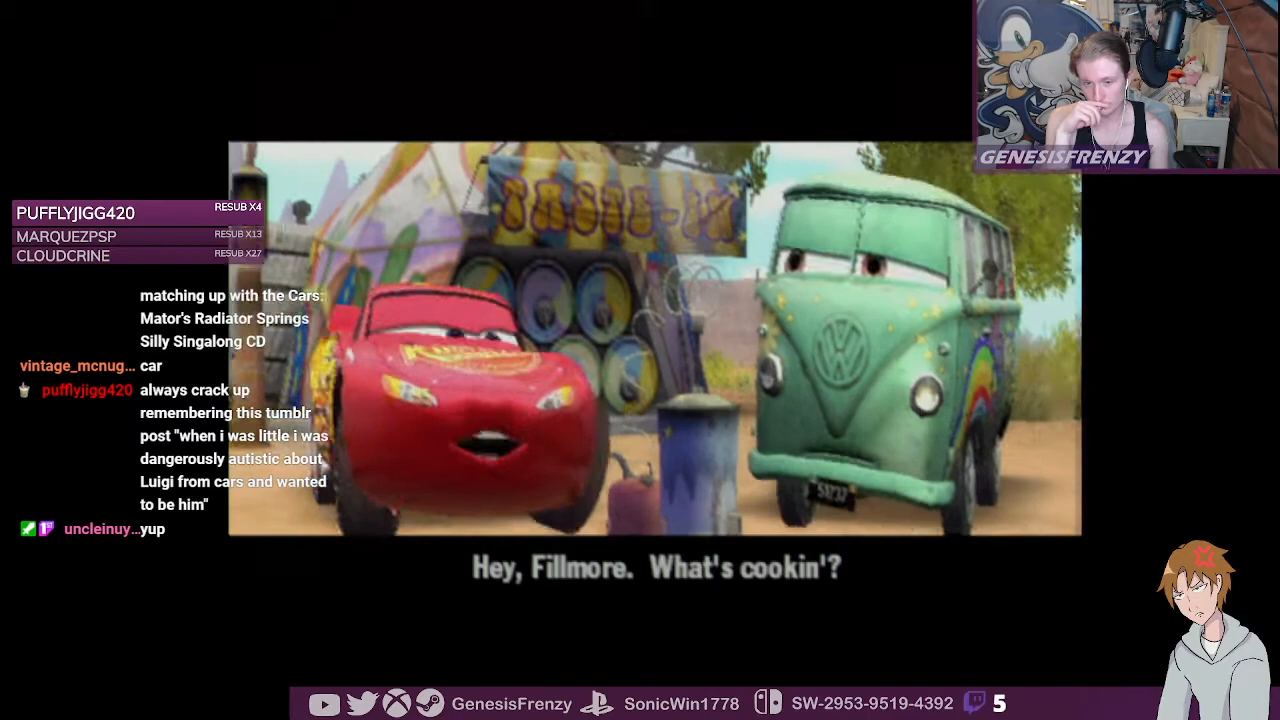 GENESISFRENZY
PUFFLYJIGG420 RESUB X4
MARQUEZPSP RESUB X13
CLOUDCRINE RESUB X27
TASTE-IN
matching up with the Cars:
Mator's Radiator Springs
Silly Singalong CD
vintage_mcnug... car
pufflyjigg420 always crack up
remembering this tumblr
post "when i was little i was
dangerously autistic about
Luigi from cars and wanted
to be him"
uncleinuy... yup
Hey, Fillmore. What's cookin'?
GenesisFrenzy SonicWin1778 SW-2953-9519-4392 5